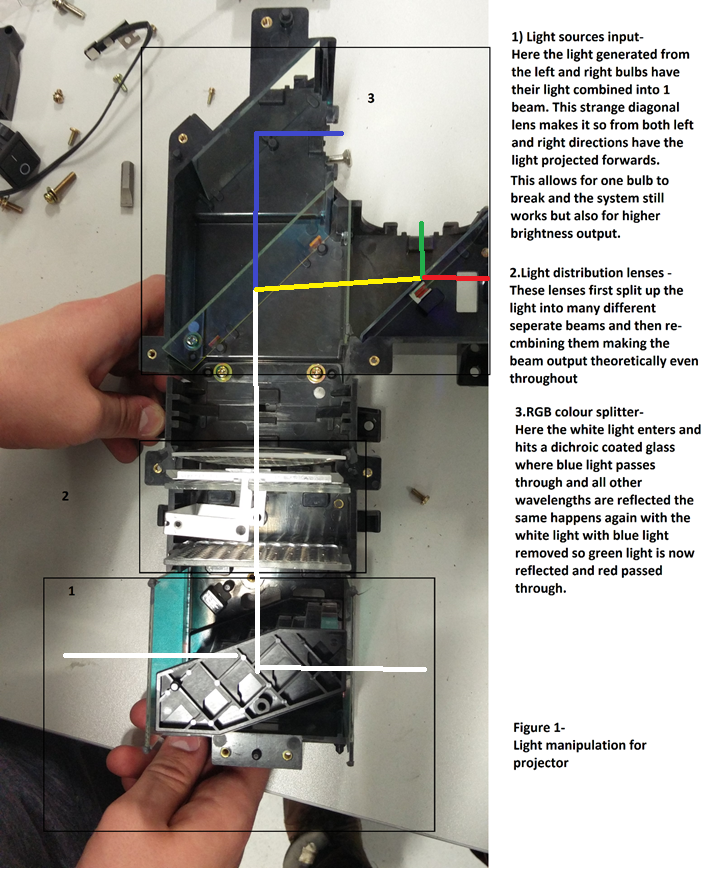 1) Light sources input-
Here the light generated from
the left and right bulbs have
their light combined into 1
beam. This strange diagonal
lens makes it so from both left
and right directions have the
light projected forwards.
This allows for one bulb to
break and the system still
works but also for higher
brightness output.
2.Light distribution lenses -
These lenses first split up the
light into many different
seperate beams and then re-
cmbining them making the
beam output theoretically even
throughout
3.RGB colour splitter-
Here the white light enters and
hits a dichroic coated glass
where blue light passes
through and all other
wavelengths are reflected the
same happens again with the
white light with blue light
removed so green light is now
reflected and red passed
through.
Figure 1-
Light manipulation for
projector
3
2
1